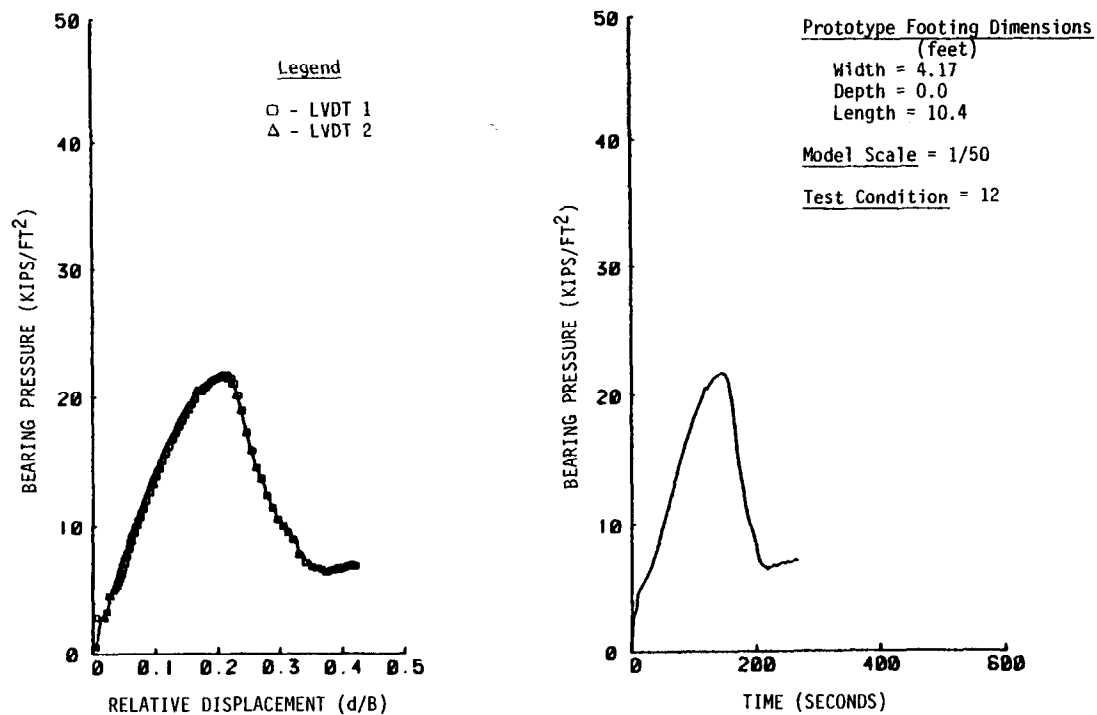 50
40
30
20
10
0
BEARING PRESSURE (KIPS/FT²)
Legend
□ - LVDT 1
△ - LVDT 2
0 0.1 0.2 0.3 0.4 0.5
RELATIVE DISPLACEMENT (d/B)
50
40
30
20
10
0
BEARING PRESSURE (KIPS/FT²)
Prototype Footing Dimensions
(feet)
Width = 4.17
Depth = 0.0
Length = 10.4
Model Scale = 1/50
Test Condition = 12
0 200 400 600
TIME (SECONDS)